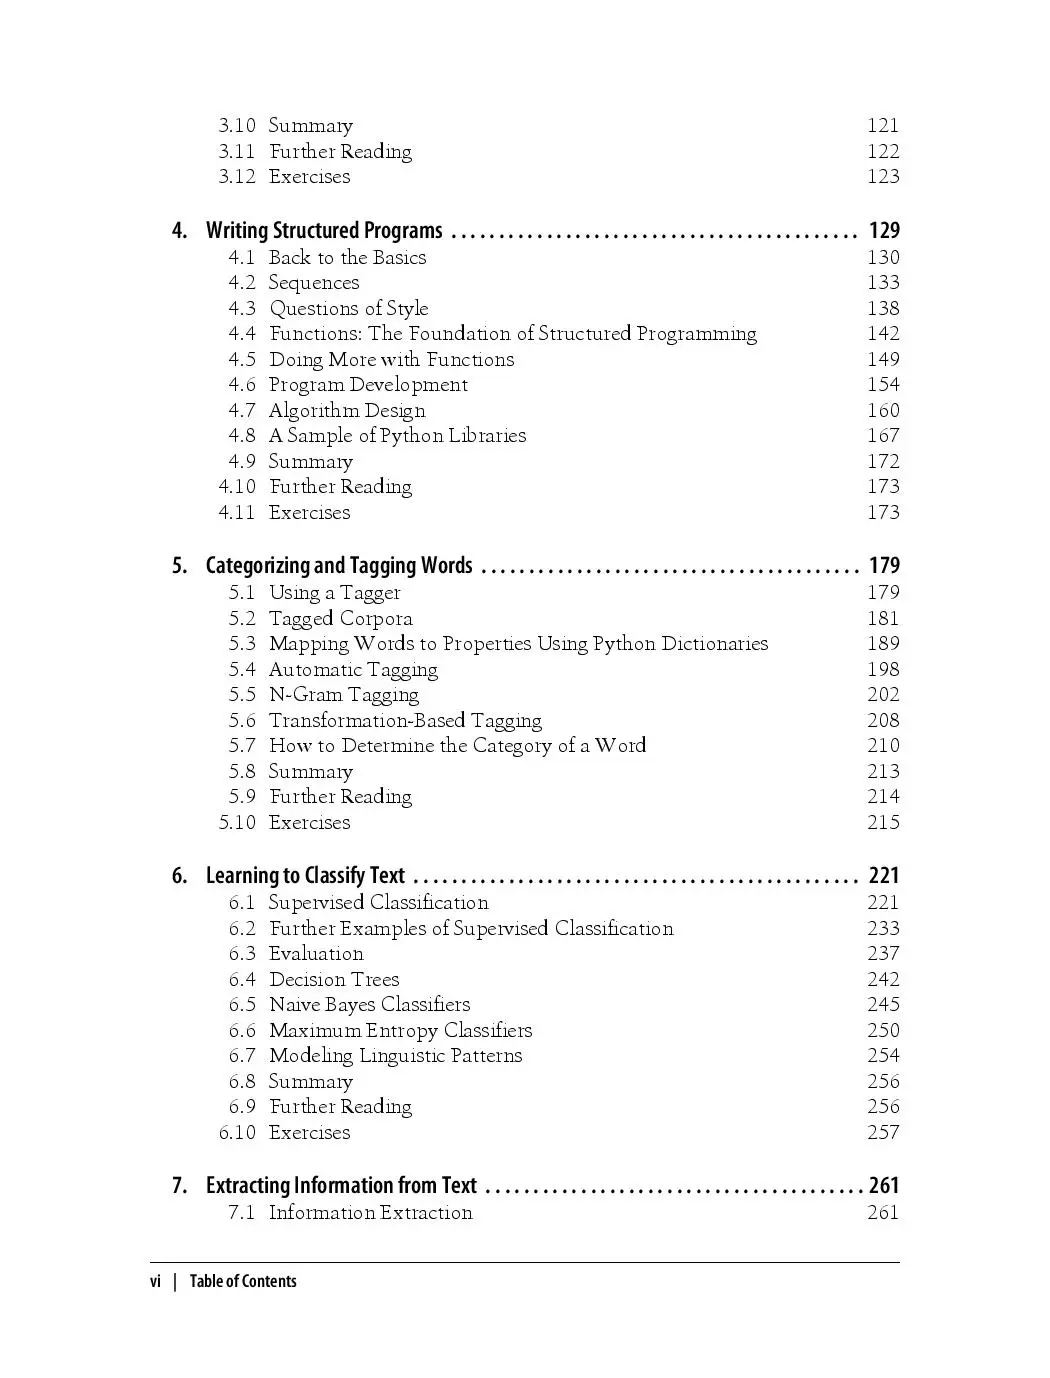 3.10 Summary 121
3.11 Further Reading 122
3.12 Exercises 123
4. Writing Structured Programs . . . . . . . . . . . . . . . . . . . . . . . . . . . . . . . . . . . . . . . . . . . 129
4.1 Back to the Basics 130
4.2 Sequences 133
4.3 Questions of Style 138
4.4 Functions: The Foundation of Structured Programming 142
4.5 Doing More with Functions 149
4.6 Program Development 154
4.7 Algorithm Design 160
4.8 A Sample of Python Libraries 167
4.9 Summary 172
4.10 Further Reading 173
4.11 Exercises 173
5. Categorizing and Tagging Words . . . . . . . . . . . . . . . . . . . . . . . . . . . . . . . . . . . . . . . . 179
5.1 Using a Tagger 179
5.2 Tagged Corpora 181
5.3 Mapping Words to Properties Using Python Dictionaries 189
5.4 Automatic Tagging 198
5.5 N-Gram Tagging 202
5.6 Transformation-Based Tagging 208
5.7 How to Determine the Category of a Word 210
5.8 Summary 213
5.9 Further Reading 214
5.10 Exercises 215
6. Learning to Classify Text . . . . . . . . . . . . . . . . . . . . . . . . . . . . . . . . . . . . . . . . . . . . . . . 221
6.1 Supervised Classification 221
6.2 Further Examples of Supervised Classification 233
6.3 Evaluation 237
6.4 Decision Trees 242
6.5 Naive Bayes Classifiers 245
6.6 Maximum Entropy Classifiers 250
6.7 Modeling Linguistic Patterns 254
6.8 Summary 256
6.9 Further Reading 256
6.10 Exercises 257
7. Extracting Information from Text . . . . . . . . . . . . . . . . . . . . . . . . . . . . . . . . . . . . . . . . 261
7.1 Information Extraction 261
vi | Table of Contents